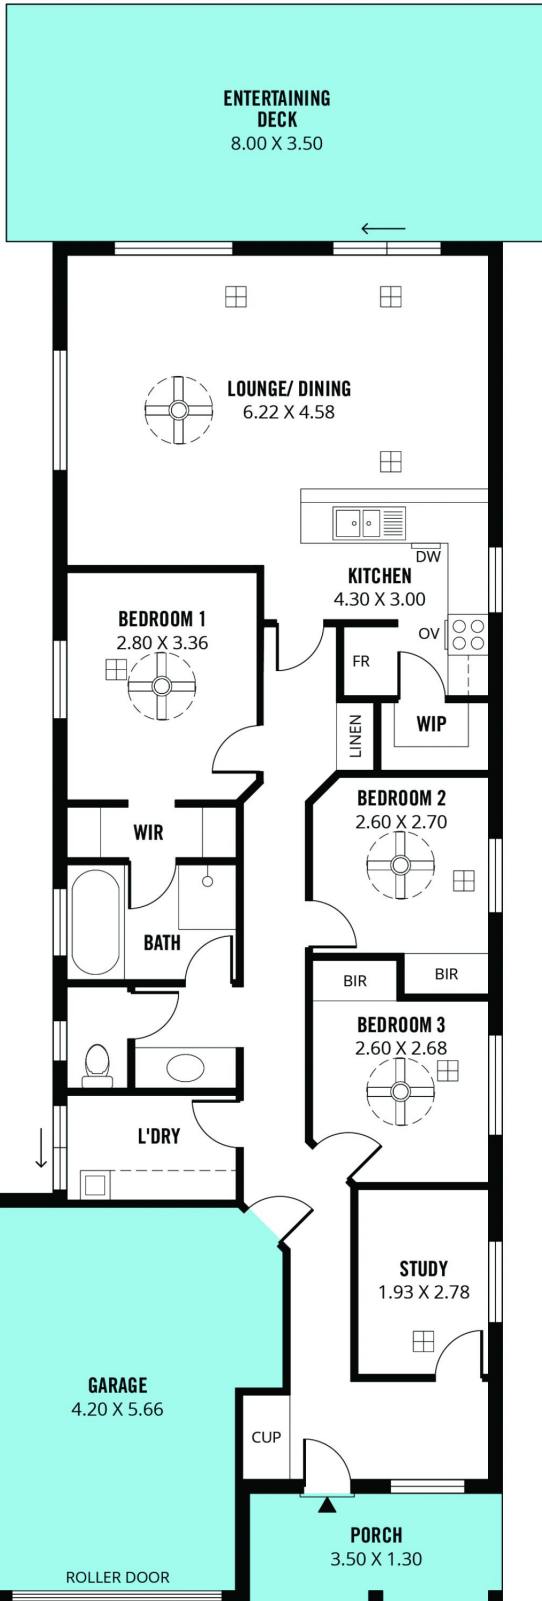 ENTERTAINING
DECK
8.00 X 3.50
LOUNGE/ DINING
6.22 X 4.58
DW
KITCHEN
4.30 X 3.00
OV
FR
BEDROOM 1
2.80 X 3.36
LINEN
WIP
WIR
BEDROOM 2
2.60 X 2.70
BATH
BIR
BIR
BEDROOM 3
2.60 X 2.68
L'DRY
STUDY
1.93 X 2.78
GARAGE
4.20 X 5.66
CUP
PORCH
3.50 X 1.30
ROLLER DOOR